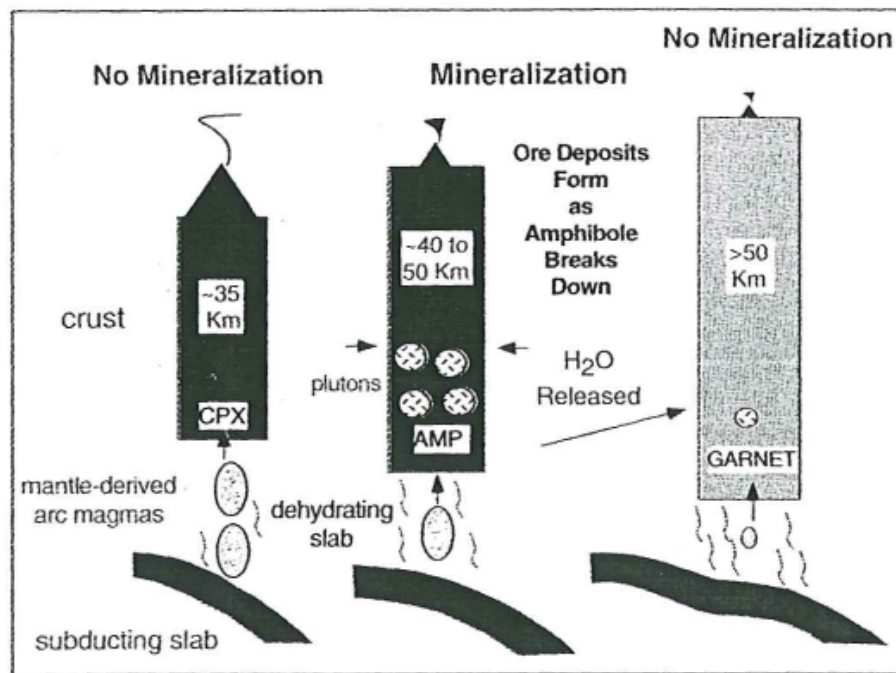 No Mineralization
Mineralization
No Mineralization
Ore Deposits
Form
as
Amphibole
Breaks
Down
~35
Km
~40 to
50 Km
>50
Km
crust
plutons
H₂O
Released
CPX
AMP
GARNET
mantle-derived
arc magmas
dehydrating
slab
subducting slab